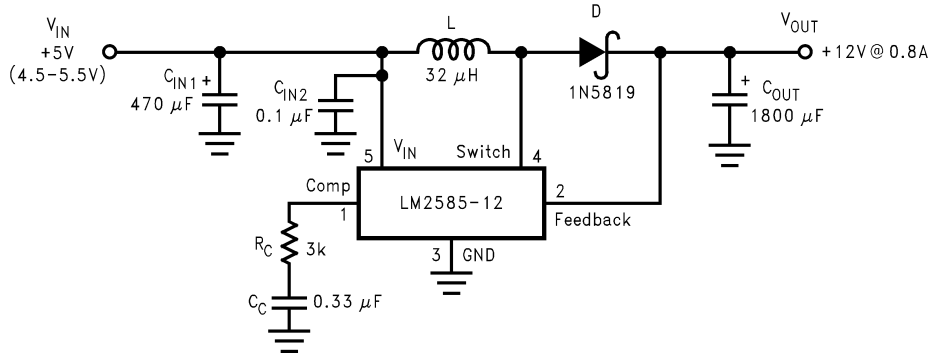 V_IN
+5V
(4.5-5.5V)
C_IN1 +
470 μF
C_IN2
0.1 μF
L
32 μH
D
1N5819
V_OUT
+12V@0.8A
+
C_OUT
1800 μF
5
V_IN
Switch
4
Comp
1
LM2585-12
2
Feedback
3
GND
R_C
3k
C_C
0.33 μF